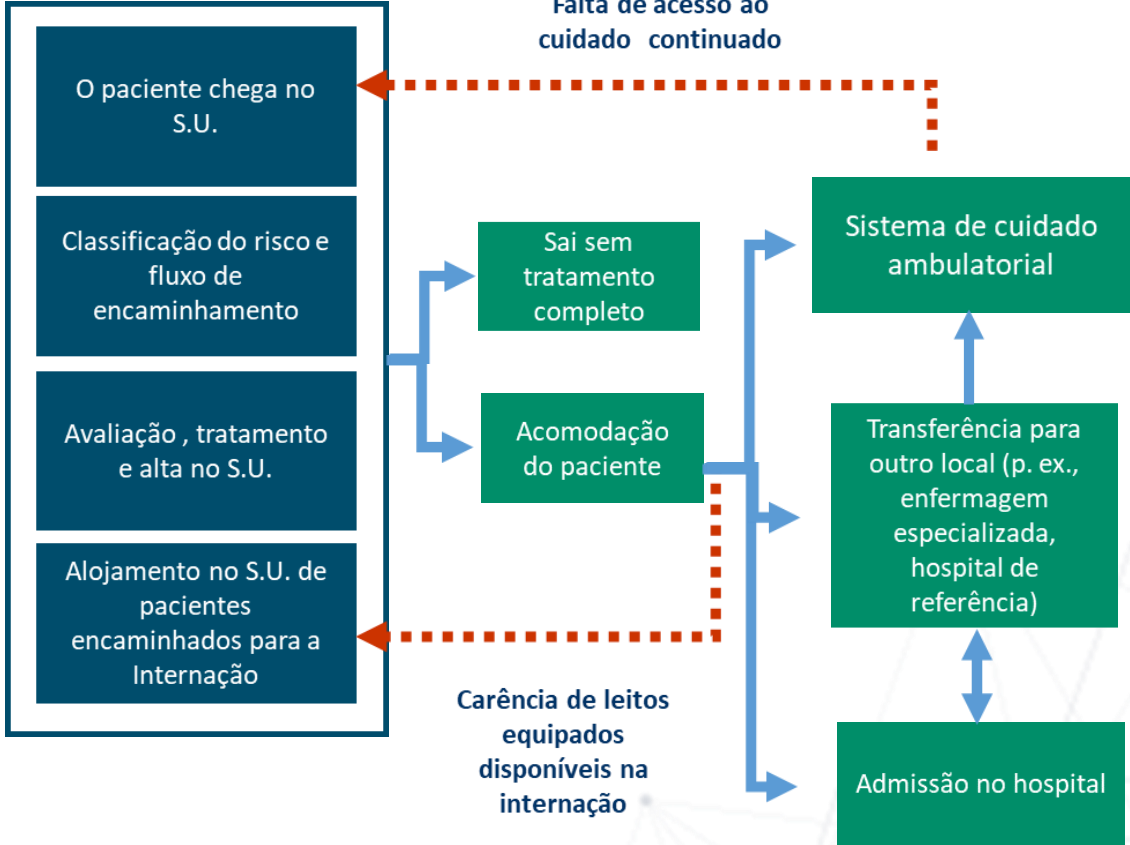 Falta de acesso ao
cuidado continuado
O paciente chega no
S.U.
Classificação do risco e
fluxo de
encaminhamento
Avaliação , tratamento
e alta no S.U.
Alojamento no S.U. de
pacientes
encaminhados para a
Internação
Sai sem
tratamento
completo
Acomodação
do paciente
Carência de leitos
equipados
disponíveis na
internação
Sistema de cuidado
ambulatorial
Transferência para
outro local (p. ex.,
enfermagem
especializada,
hospital de
referência)
Admissão no hospital